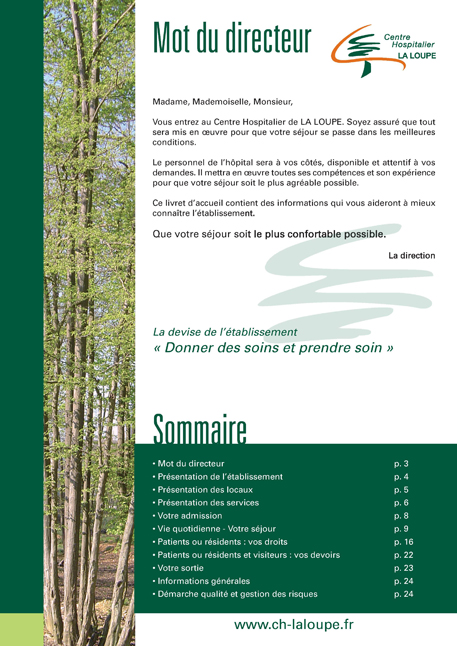 Mot du directeur
Centre
Hospitalier
LA LOUPE
Madame, Mademoiselle, Monsieur,
Vous entrez au Centre Hospitalier de LA LOUPE. Soyez assuré que tout
sera mis en œuvre pour que votre séjour se passe dans les meilleures
conditions.
Le personnel de l'hôpital sera à vos côtés, disponible et attentif à vos
demandes. Il mettra en œuvre toutes ses compétences et son expérience
pour que votre séjour soit le plus agréable possible.
Ce livret d'accueil contient des informations qui vous aideront à mieux
connaître l'établissement.
Que votre séjour soit le plus confortable possible.
La direction
La devise de l'établissement
« Donner des soins et prendre soin »
Sommaire
• Mot du directeur p. 3
• Présentation de l'établissement p. 4
• Présentation des locaux p. 5
• Présentation des services p. 6
• Votre admission p. 8
• Vie quotidienne - Votre séjour p. 9
• Patients ou résidents : vos droits p. 16
• Patients ou résidents et visiteurs : vos devoirs p. 22
• Votre sortie p. 23
• Informations générales p. 24
• Démarche qualité et gestion des risques p. 24
www.ch-laloupe.fr